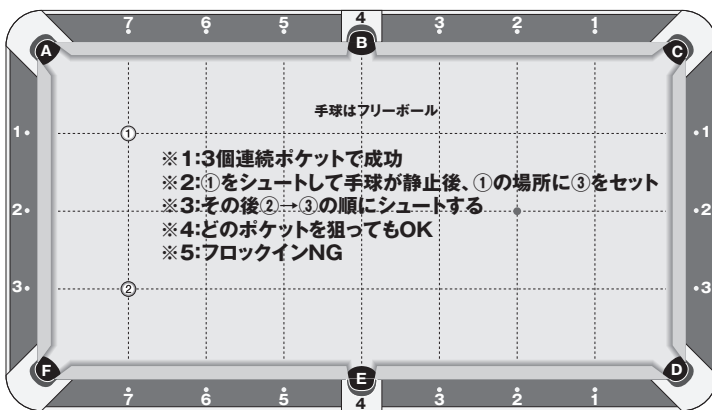 7 6 5 4 3 2 1
A B C
手球はフリーボール
1 ① 1
※1:3個連続ポケットで成功
※2:①をシュートして手球が静止後、①の場所に③をセット
2 ※3:その後②→③の順にシュートする 2
※4:どのポケットを狙ってもOK
※5:フロックインNG
3 ② 3
F E D
7 6 5 4 3 2 1